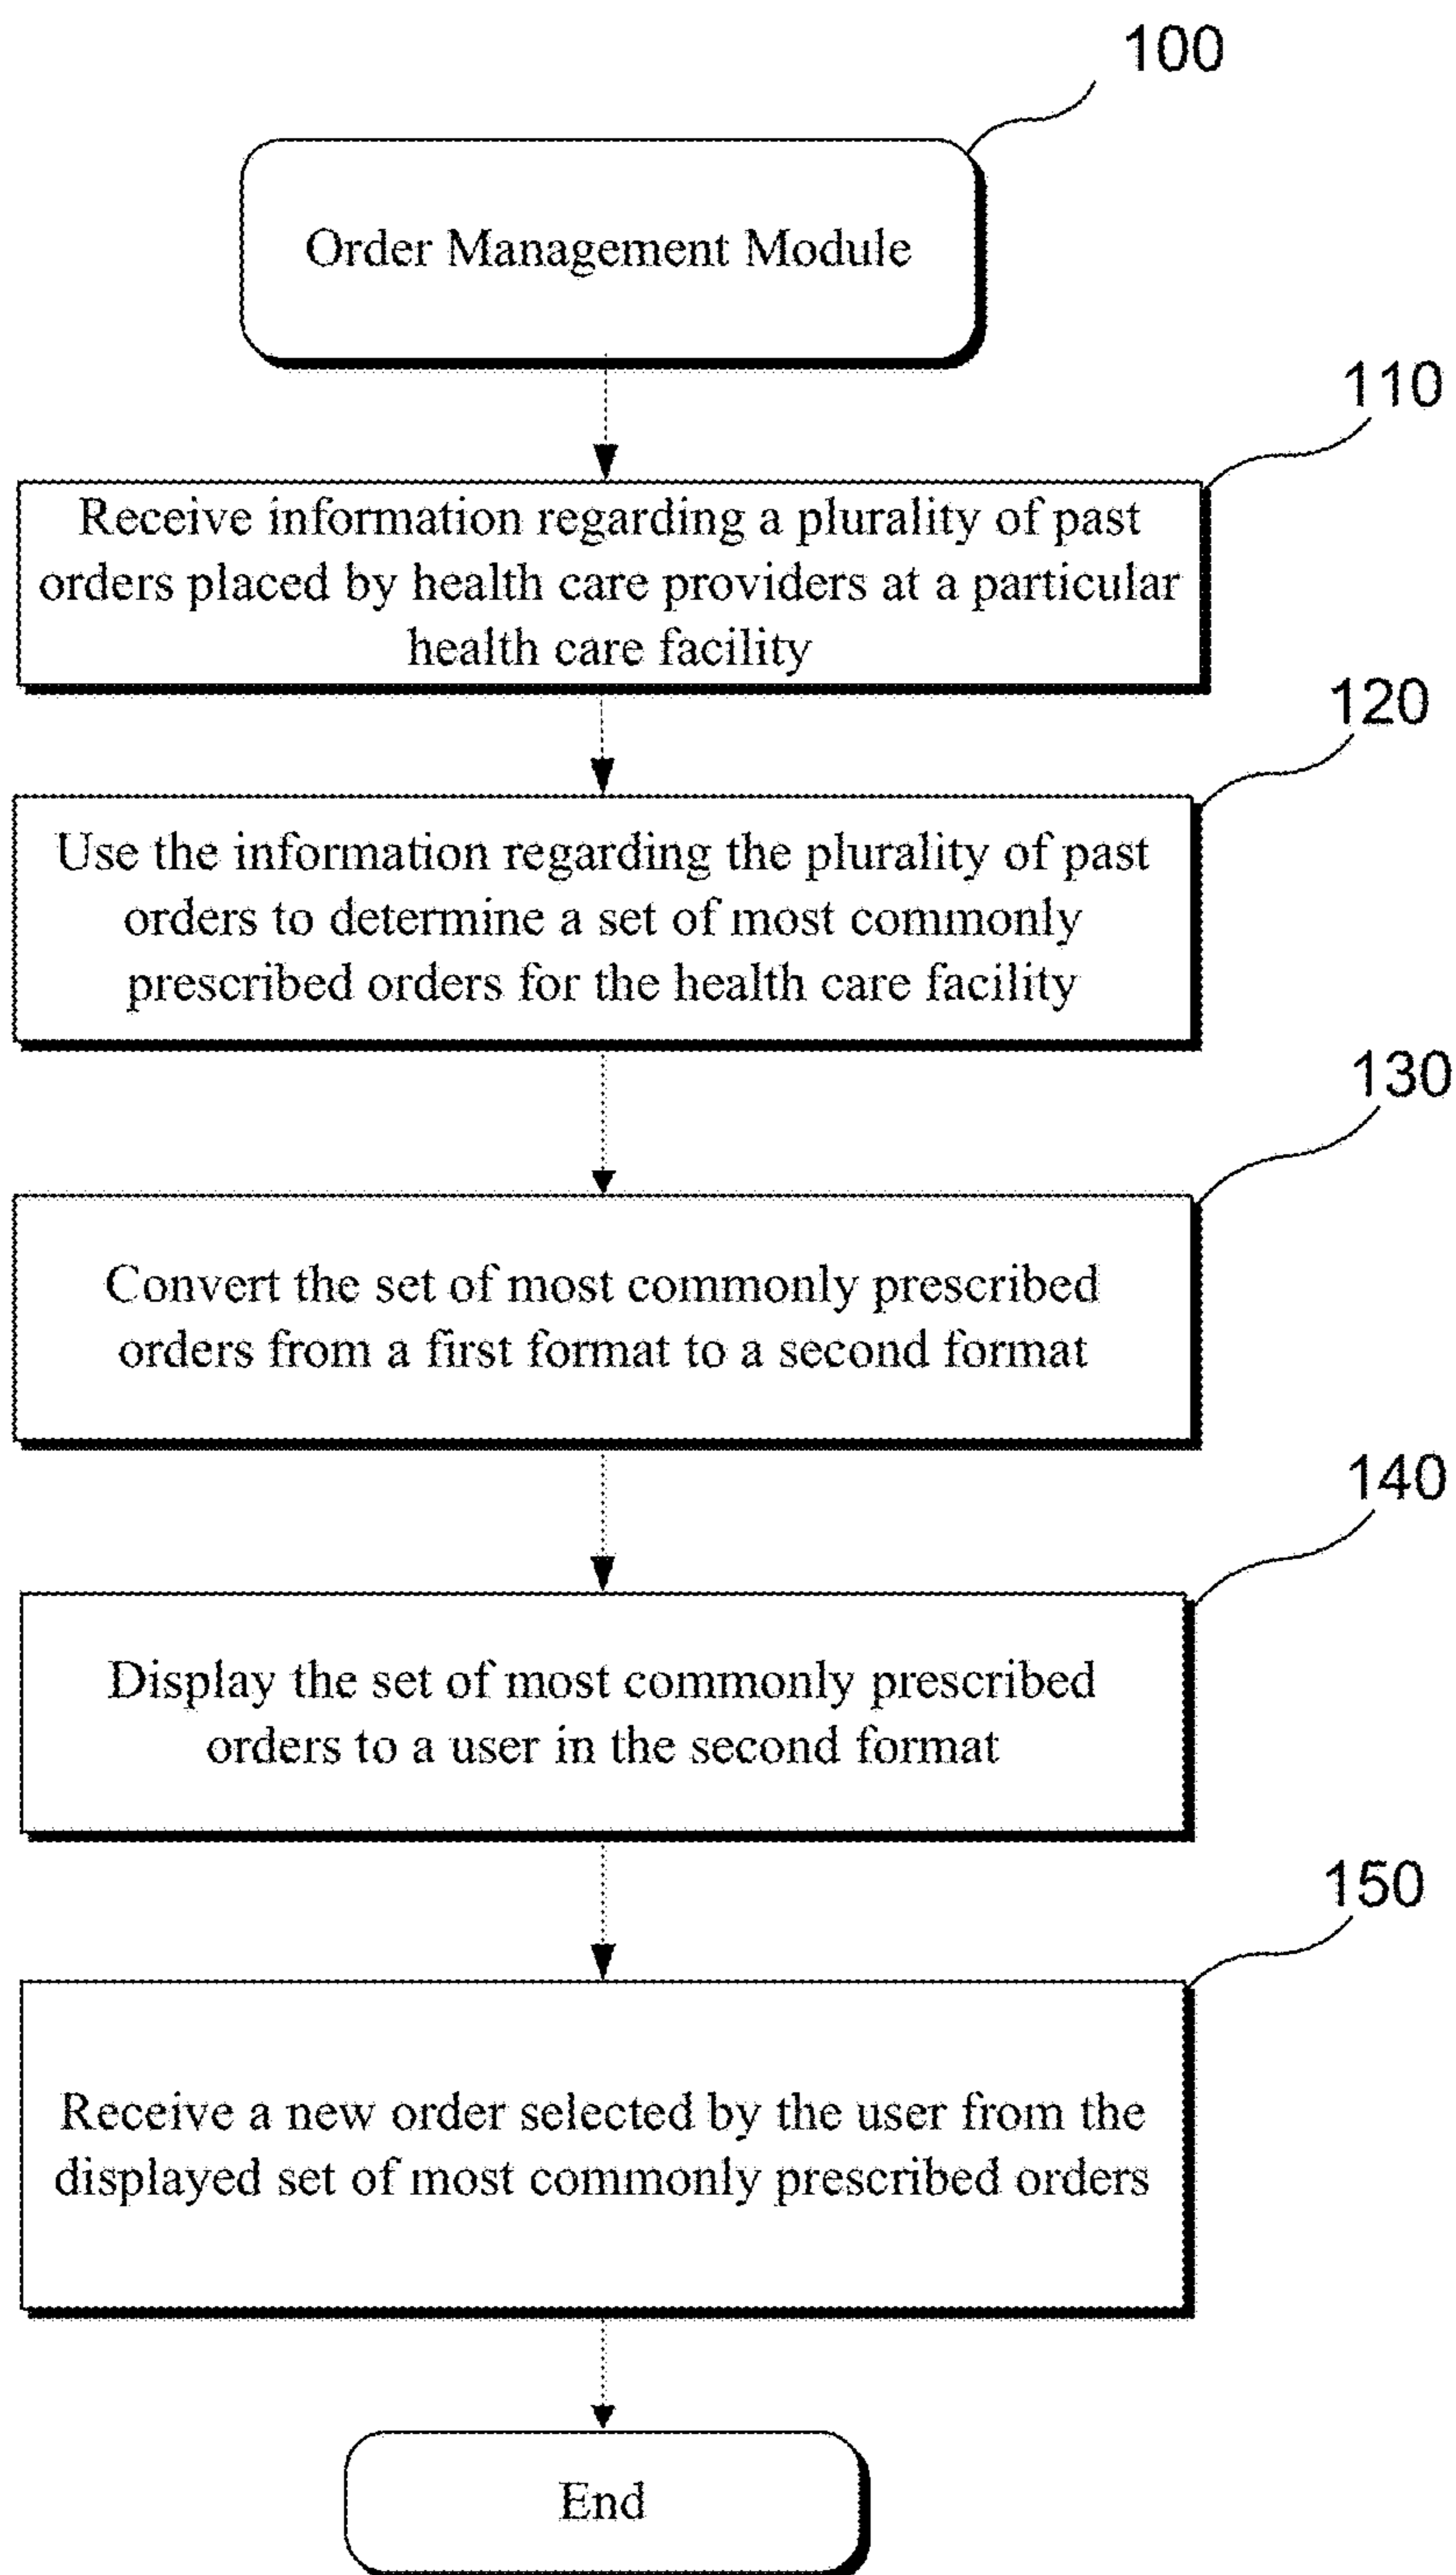 100
Order Management Module
110
Receive information regarding a plurality of past
orders placed by health care providers at a particular
health care facility
120
Use the information regarding the plurality of past
orders to determine a set of most commonly
prescribed orders for the health care facility
130
Convert the set of most commonly prescribed
orders from a first format to a second format
140
Display the set of most commonly prescribed
orders to a user in the second format
150
Receive a new order selected by the user from the
displayed set of most commonly prescribed orders
End